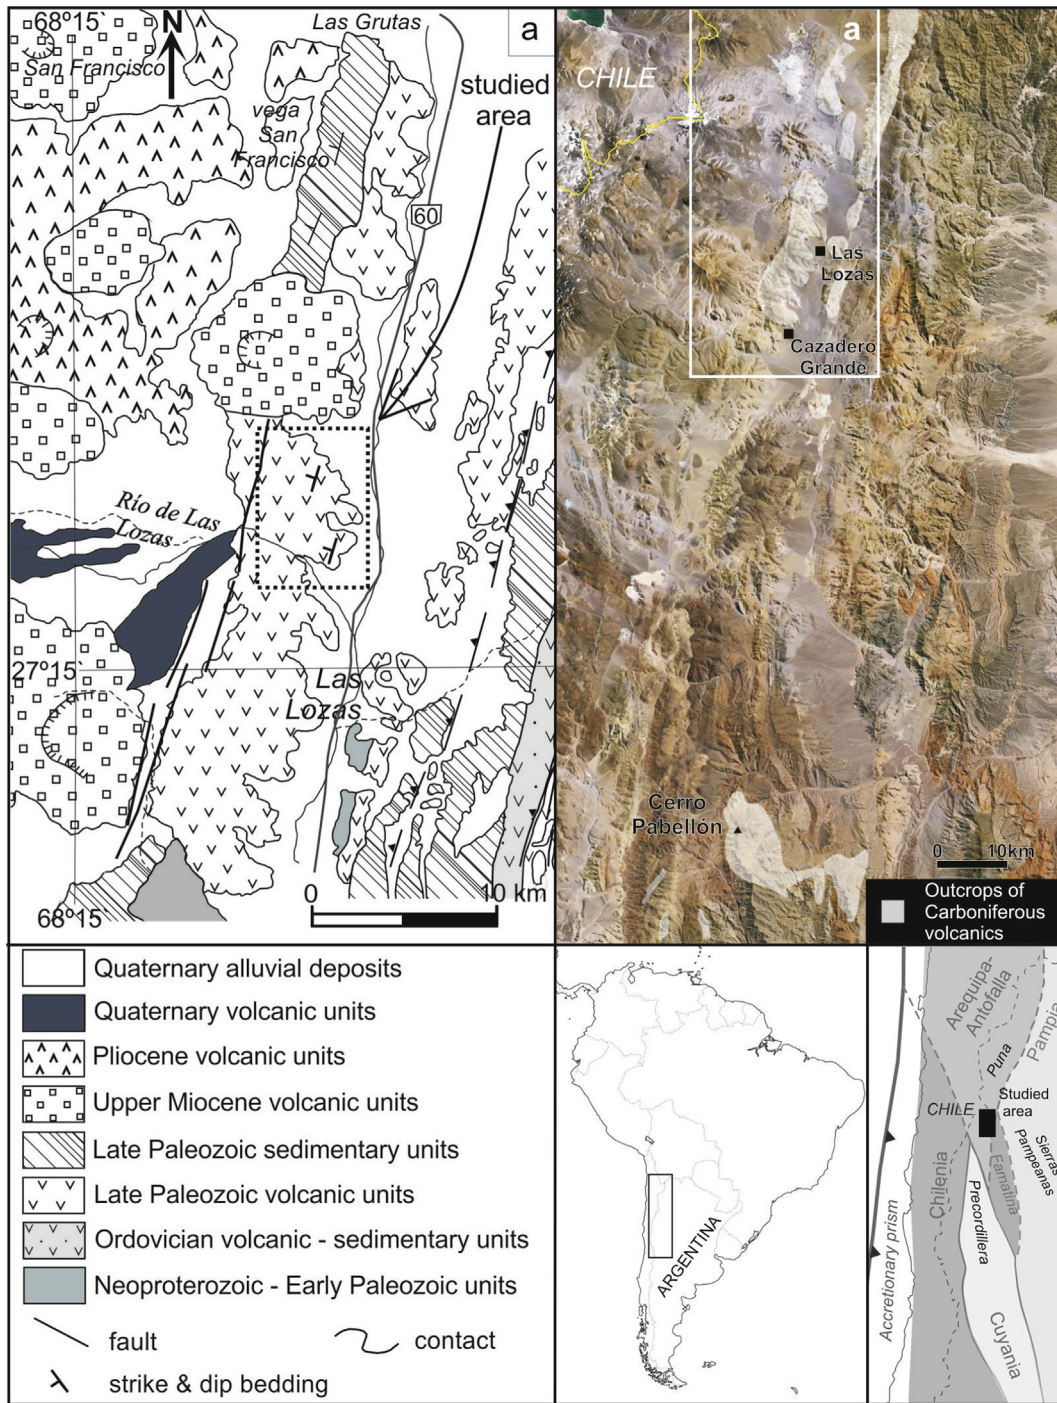 68º15`
N
Las Grutas
a
San Francisco
studied
area
vega
San
Francisco
60
Río de Las
Lozas
27º15`
Las
Lozas
68º15`
0
10 km
a
CHILE
Las
Lozas
Cazadero
Grande
Cerro
Pabellón
0
10km
Outcrops of
Carboniferous
volcanics
Quaternary alluvial deposits
Quaternary volcanic units
Pliocene volcanic units
Upper Miocene volcanic units
Late Paleozoic sedimentary units
Late Paleozoic volcanic units
Ordovician volcanic - sedimentary units
Neoproterozoic - Early Paleozoic units
fault
contact
strike & dip bedding
ARGENTINA
Arequipa-
Antofalla
Pampia
Puna
CHILE
Studied
area
Sierras
Pampeanas
Chilenia
Famatina
Precordillera
Accretionary prism
Cuyania